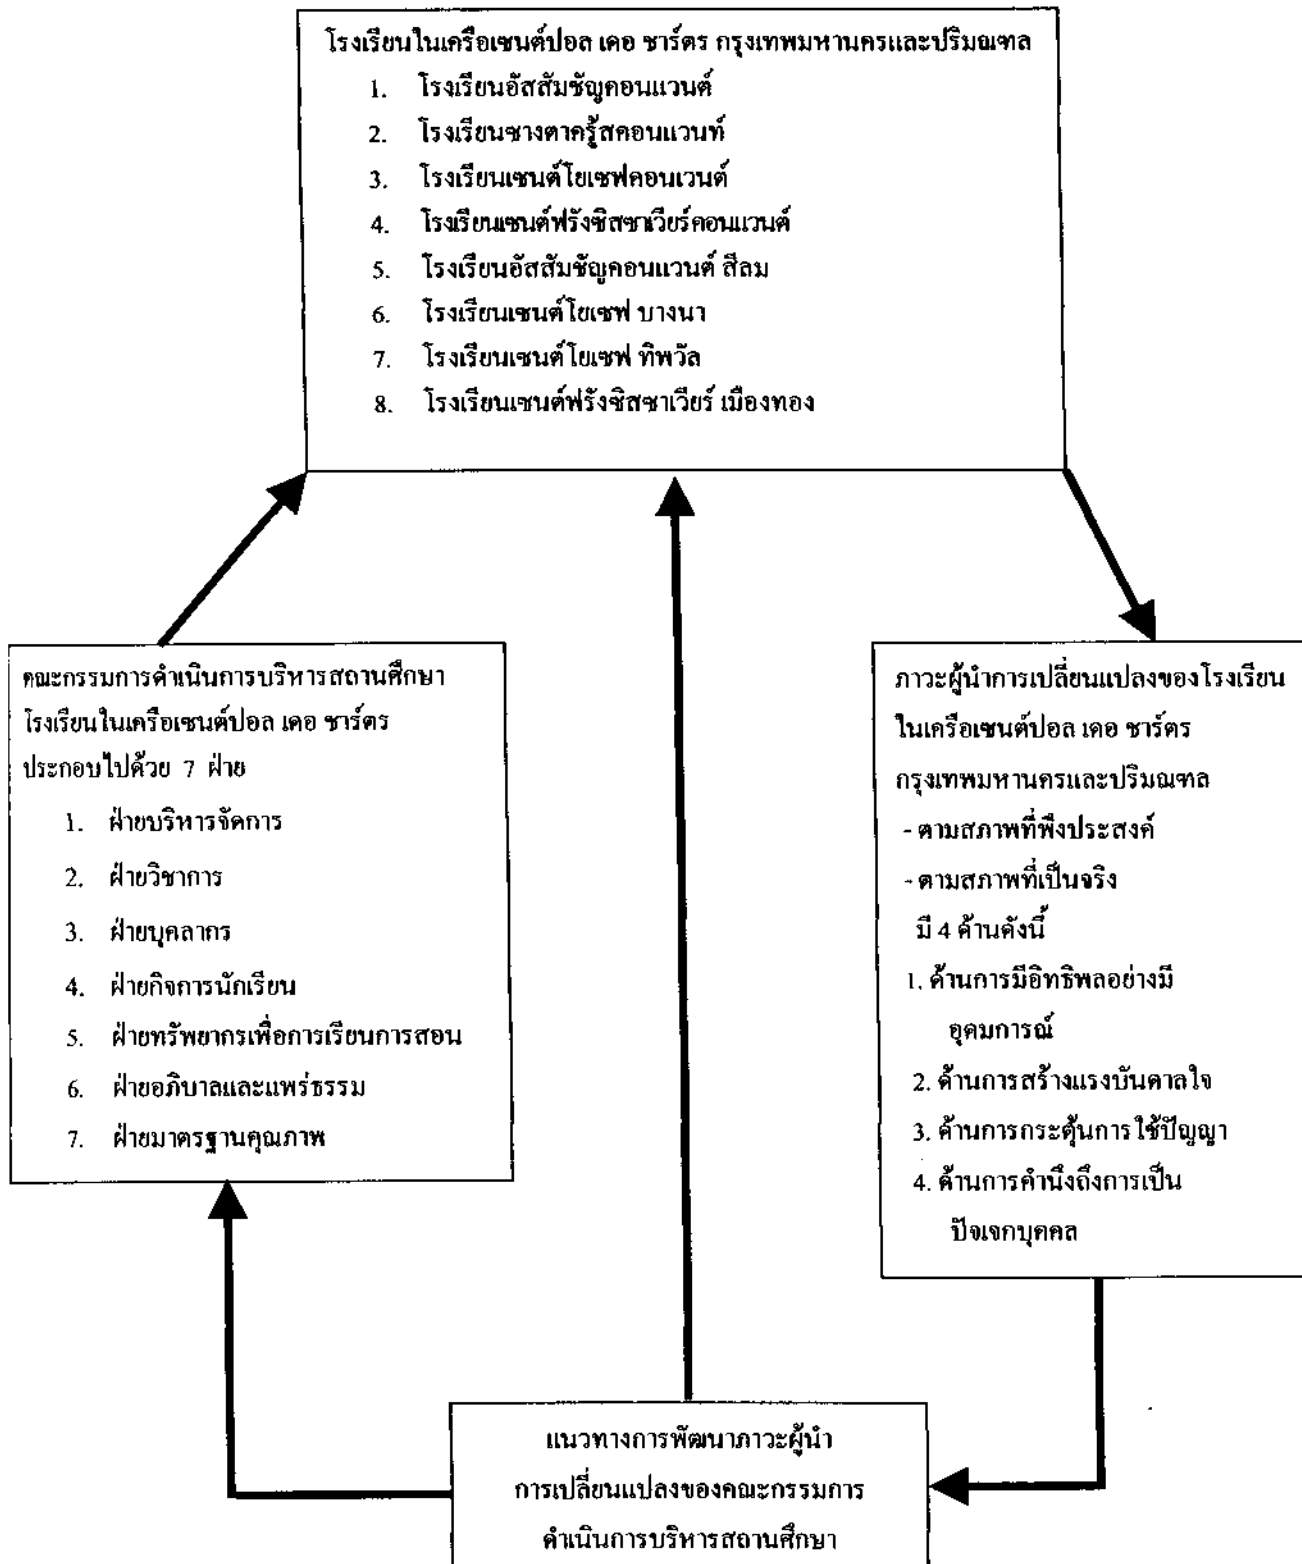 โรงเรียนในเครือเซนต์ปอล เดอ ชาร์ตร กรุงเทพมหานครและปริมณฑล
1. โรงเรียนอัสสัมชัญคอนแวนต์
2. โรงเรียนซางตาครู้สคอนแวนท์
3. โรงเรียนเซนต์โยเซฟคอนเวนต์
4. โรงเรียนเซนต์ฟรังซิสซาเวียร์คอนแวนต์
5. โรงเรียนอัสสัมชัญคอนแวนต์ สีลม
6. โรงเรียนเซนต์โยเซฟ บางนา
7. โรงเรียนเซนต์โยเซฟ ทิพวัล
8. โรงเรียนเซนต์ฟรังซิสซาเวียร์ เมืองทอง
คณะกรรมการดำเนินการบริหารสถานศึกษา
โรงเรียนในเครือเซนต์ปอล เดอ ชาร์ตร
ประกอบไปด้วย 7 ฝ่าย
1. ฝ่ายบริหารจัดการ
2. ฝ่ายวิชาการ
3. ฝ่ายบุคลากร
4. ฝ่ายกิจการนักเรียน
5. ฝ่ายทรัพยากรเพื่อการเรียนการสอน
6. ฝ่ายอภิบาลและแพร่ธรรม
7. ฝ่ายมาตรฐานคุณภาพ
ภาวะผู้นำการเปลี่ยนแปลงของโรงเรียน
ในเครือเซนต์ปอล เดอ ชาร์ตร
กรุงเทพมหานครและปริมณฑล
- ตามสภาพที่พึงประสงค์
- ตามสภาพที่เป็นจริง
มี 4 ด้านดังนี้
1. ด้านการมีอิทธิพลอย่างมี
อุดมการณ์
2. ด้านการสร้างแรงบันดาลใจ
3. ด้านการกระตุ้นการใช้ปัญญา
4. ด้านการคำนึงถึงการเป็น
ปัจเจกบุคคล
แนวทางการพัฒนาภาวะผู้นำ
การเปลี่ยนแปลงของคณะกรรมการ
ดำเนินการบริหารสถานศึกษา